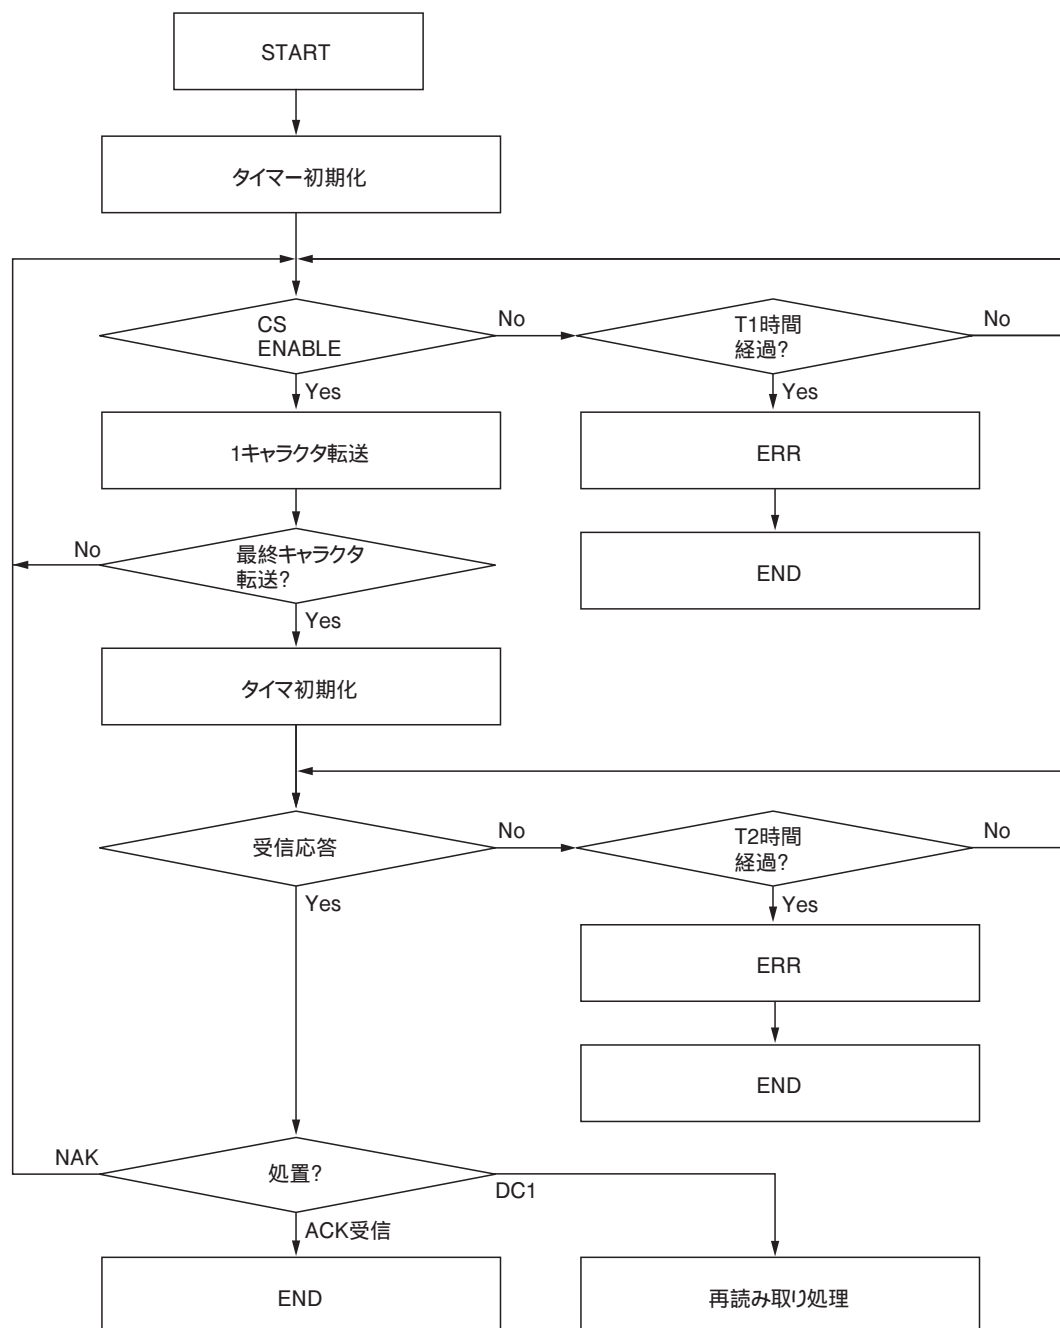 START
タイマー初期化
CS
ENABLE
No
T1時間
経過?
No
Yes
Yes
1キャラクタ転送
ERR
No
最終キャラクタ
転送?
END
Yes
タイマ初期化
受信応答
No
T2時間
経過?
No
Yes
Yes
ERR
END
NAK
処置?
DC1
ACK受信
END
再読み取り処理